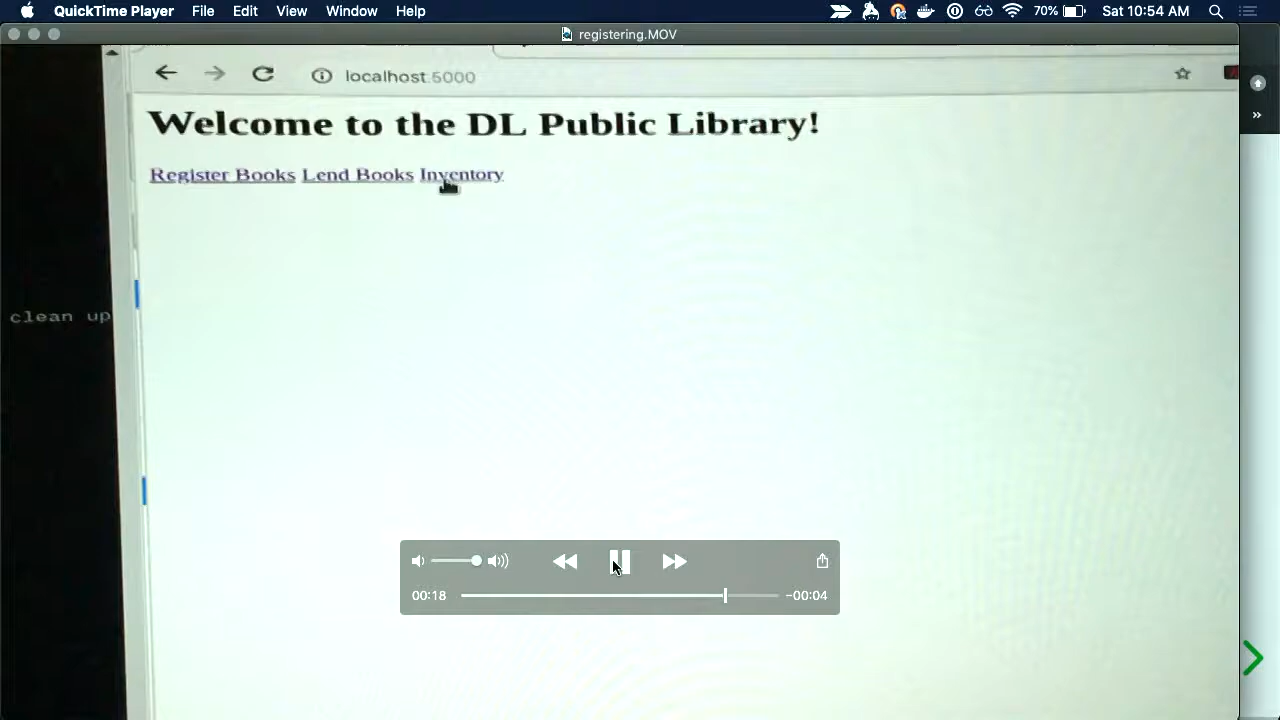 QuickTime Player File Edit View Window Help 70% Sat 10:54 AM
registering.MOV
localhost:5000
Welcome to the DL Public Library!
Register Books Lend Books Inventory
clean up
00:18 -00:04